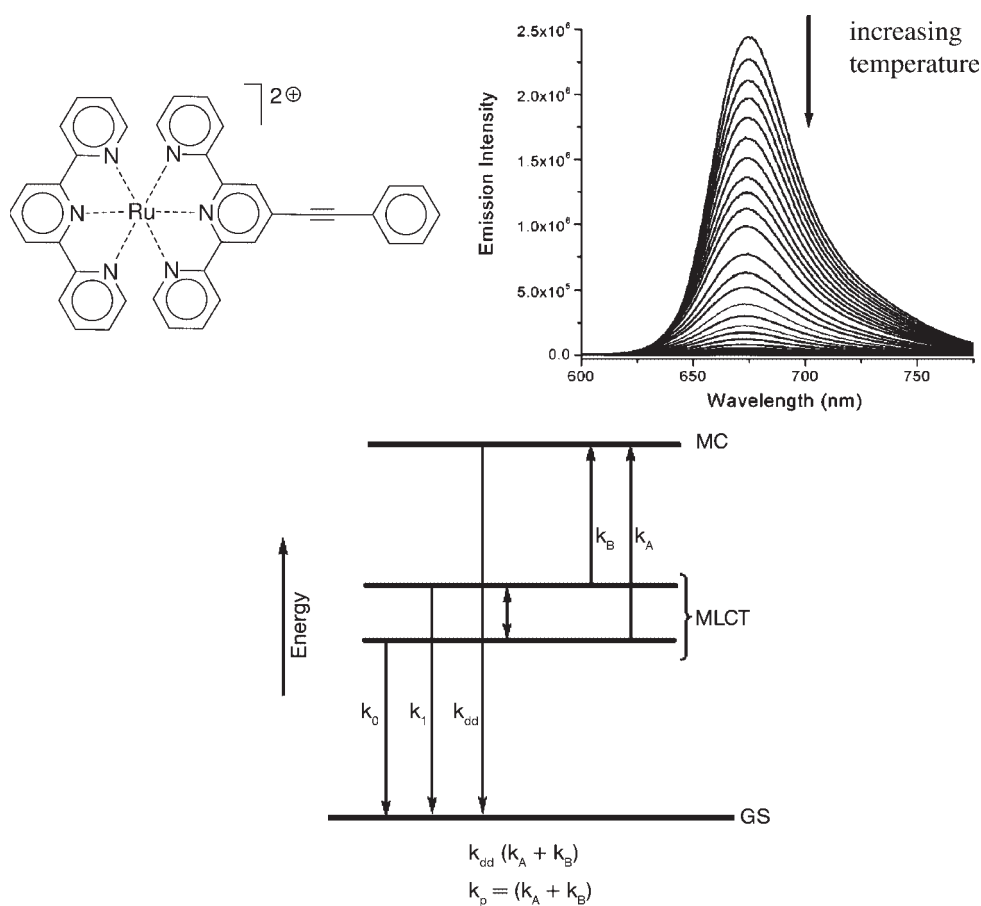 2⊕
N
N
N
Ru
N
N
N
increasing
temperature
Emission Intensity
2.5x10⁶
2.0x10⁶
1.5x10⁶
1.0x10⁶
5.0x10⁵
0.0
600
650
700
750
Wavelength (nm)
MC
k_B
k_A
MLCT
Energy
k_0
k_1
k_dd
GS
k_dd (k_A + k_B)
k_p = (k_A + k_B)